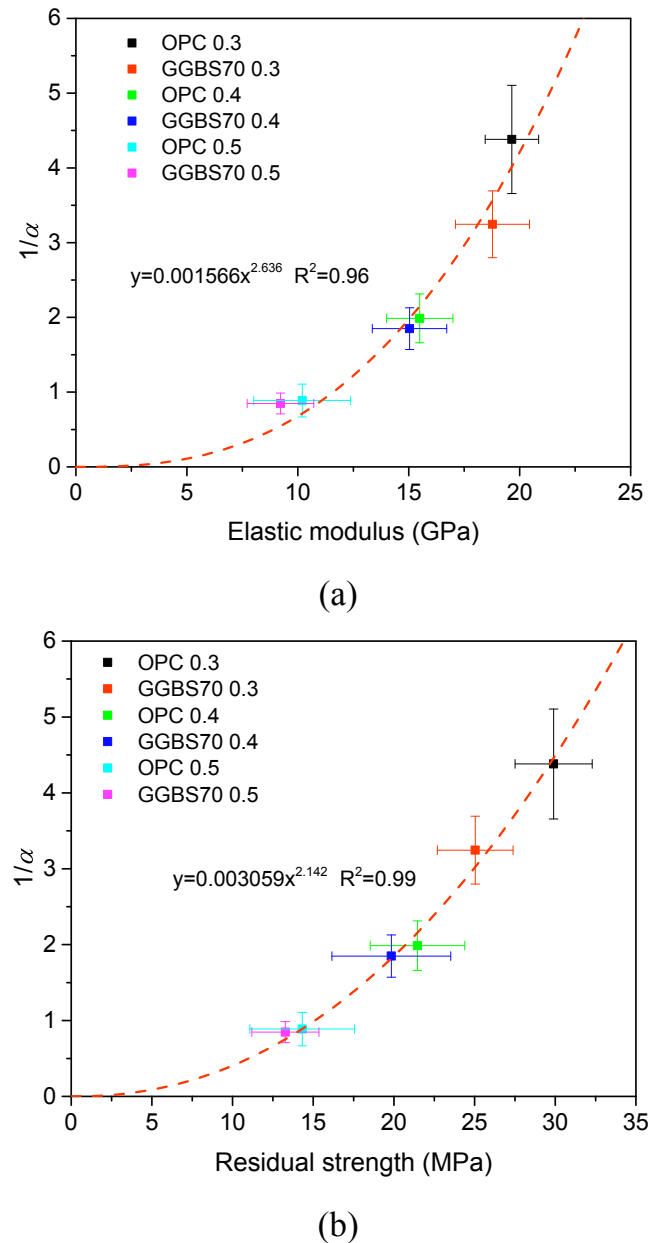 6
5
4
3
2
1
0
1/α
OPC 0.3
GGBS70 0.3
OPC 0.4
GGBS70 0.4
OPC 0.5
GGBS70 0.5
y=0.001566x^2.636 R^2=0.96
0 5 10 15 20 25
Elastic modulus (GPa)
(a)
6
5
4
3
2
1
0
1/α
OPC 0.3
GGBS70 0.3
OPC 0.4
GGBS70 0.4
OPC 0.5
GGBS70 0.5
y=0.003059x^2.142 R^2=0.99
0 5 10 15 20 25 30 35
Residual strength (MPa)
(b)